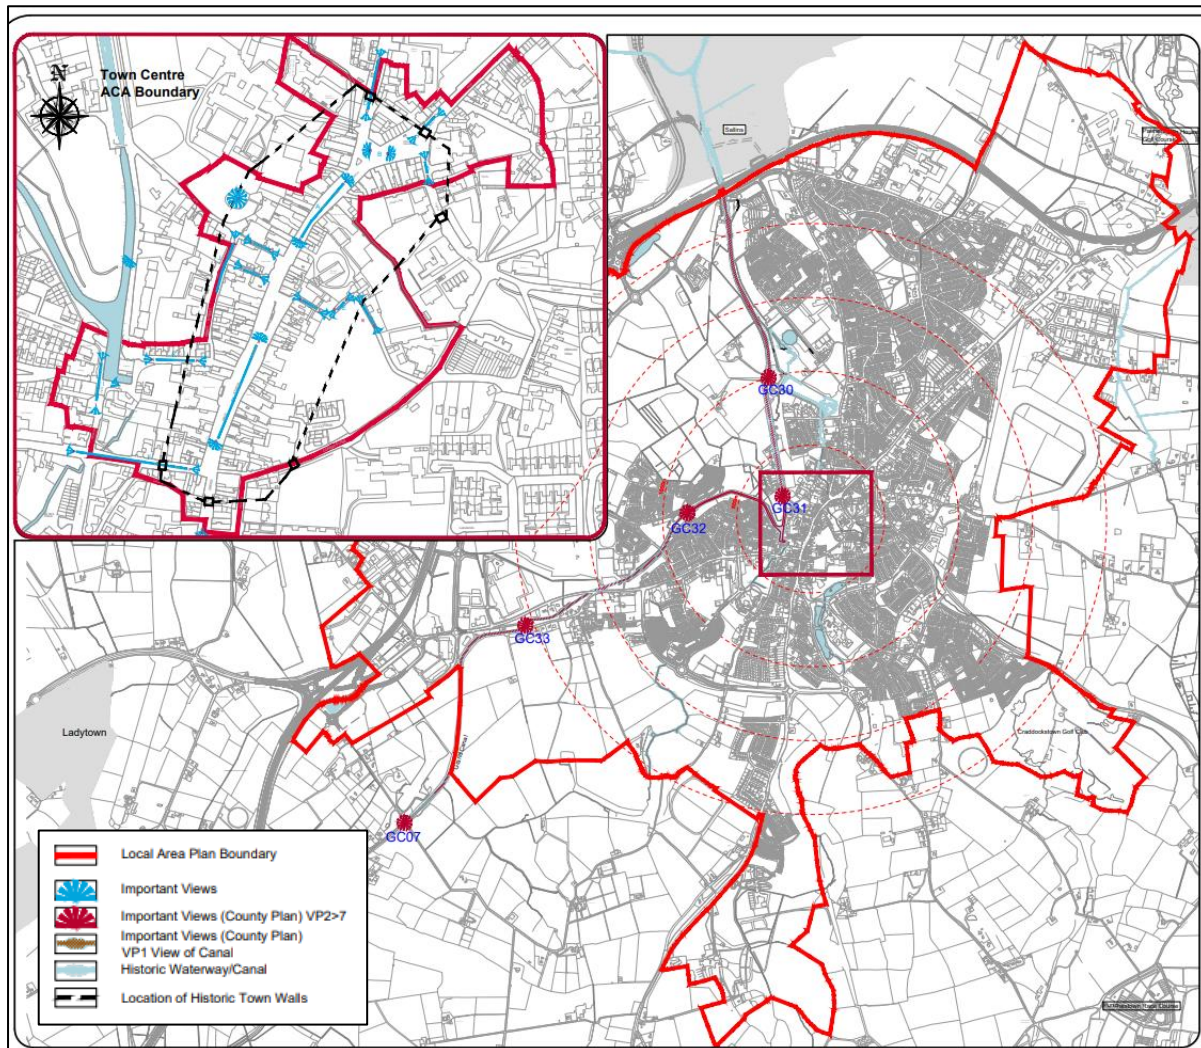 N
Town Centre
ACA Boundary
Sallins
GC30
GC31
GC32
GC33
GC07
Ladytown
Craddockstown Golf Club
Local Area Plan Boundary
Important Views
Important Views (County Plan) VP2>7
Important Views (County Plan)
VP1 View of Canal
Historic Waterway/Canal
Location of Historic Town Walls